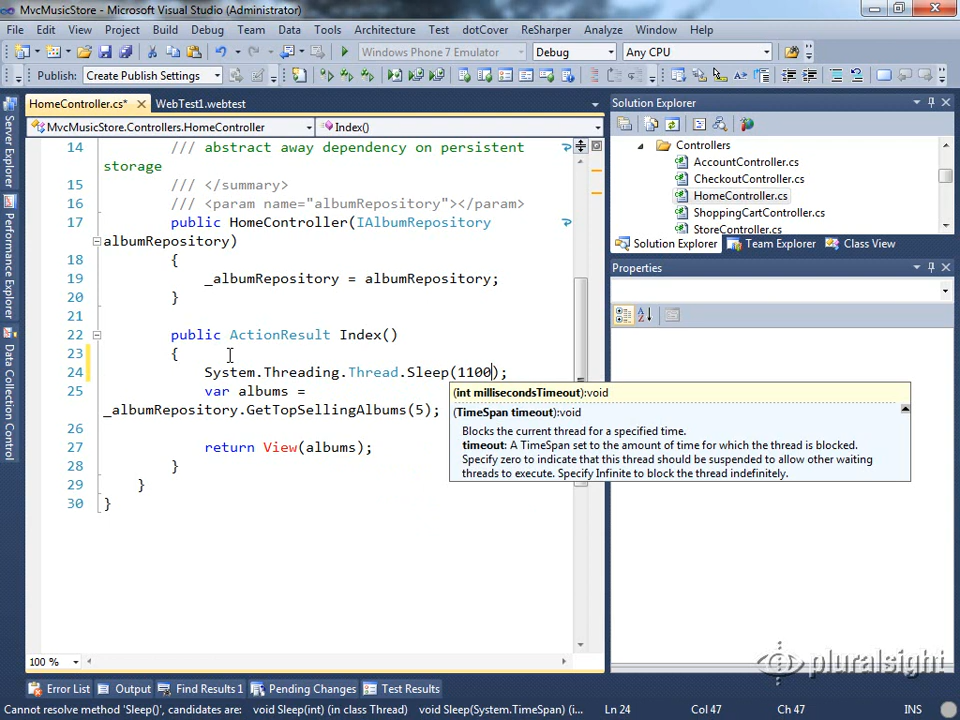 MvcMusicStore - Microsoft Visual Studio (Administrator)
File Edit View Project Build Debug Team Data Tools Architecture Test dotCover ReSharper Analyze Window Help
Windows Phone 7 Emulator Debug Any CPU
Publish: Create Publish Settings
HomeController.cs* WebTest1.webtest
MvcMusicStore.Controllers.HomeController Index()
14 /// abstract away dependency on persistent
storage
15 /// </summary>
16 /// <param name="albumRepository"></param>
17 public HomeController(IAlbumRepository
albumRepository)
18 {
19 _albumRepository = albumRepository;
20 }
21
22 public ActionResult Index()
23 {
24 System.Threading.Thread.Sleep(1100);
25 var albums =
_albumRepository.GetTopSellingAlbums(5);
26
27 return View(albums);
28 }
29 }
30 }
(int millisecondsTimeout):void
(TimeSpan timeout):void
Blocks the current thread for a specified time.
timeout: A TimeSpan set to the amount of time for which the thread is blocked.
Specify zero to indicate that this thread should be suspended to allow other waiting
threads to execute. Specify Infinite to block the thread indefinitely.
100 %
Server Explorer
Performance Explorer
Data Collection Control
Solution Explorer
Controllers
AccountController.cs
CheckoutController.cs
HomeController.cs
ShoppingCartController.cs
StoreController.cs
Solution Explorer Team Explorer Class View
Properties
pluralsight
Error List Output Find Results 1 Pending Changes Test Results
Cannot resolve method 'Sleep()', candidates are: void Sleep(int) (in class Thread) void Sleep(System.TimeSpan) (i... Ln 24 Col 47 Ch 47 INS